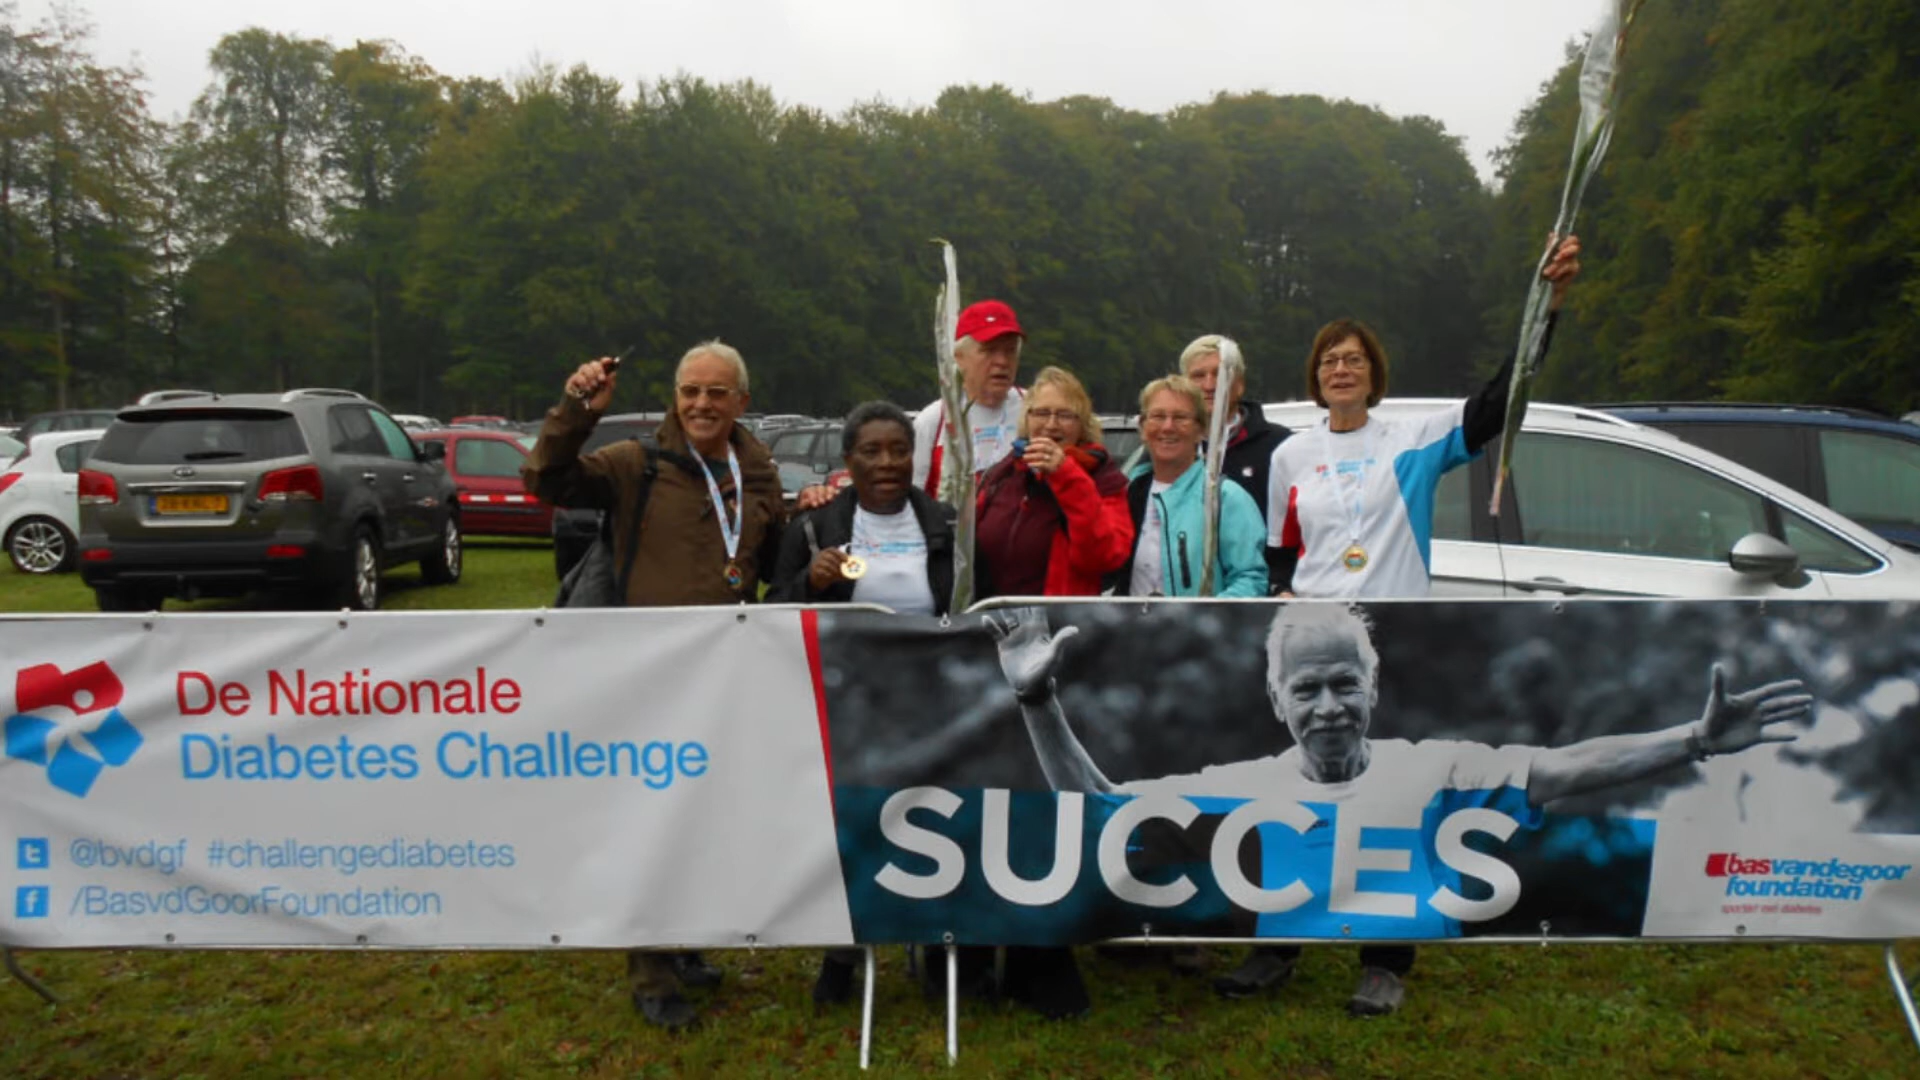 De Nationale
Diabetes Challenge
@bvdgf #challengediabetes
/BasvdGoorFoundation
SUCCES
basvandegoor
foundation